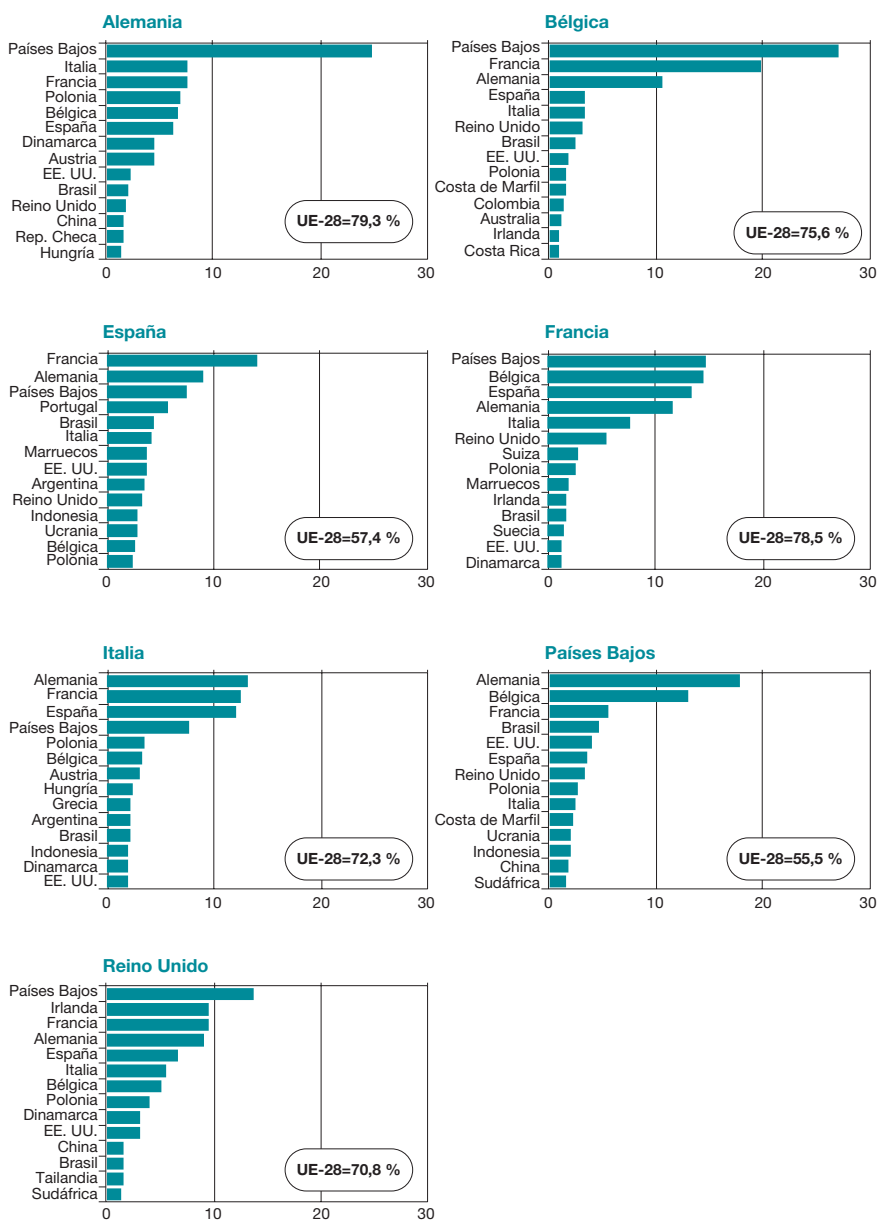 Alemania
Países Bajos
Italia
Francia
Polonia
Bélgica
España
Dinamarca
Austria
EE. UU.
Brasil
Reino Unido
China
Rep. Checa
Hungría
UE-28=79,3 %
0 10 20 30
Bélgica
Países Bajos
Francia
Alemania
España
Italia
Reino Unido
Brasil
EE. UU.
Polonia
Costa de Marfil
Colombia
Australia
Irlanda
Costa Rica
UE-28=75,6 %
0 10 20 30
España
Francia
Alemania
Países Bajos
Portugal
Brasil
Italia
Marruecos
EE. UU.
Argentina
Reino Unido
Indonesia
Ucrania
Bélgica
Polonia
UE-28=57,4 %
0 10 20 30
Francia
Países Bajos
Bélgica
España
Alemania
Italia
Reino Unido
Suiza
Polonia
Marruecos
Irlanda
Brasil
Suecia
EE. UU.
Dinamarca
UE-28=78,5 %
0 10 20 30
Italia
Alemania
Francia
España
Países Bajos
Polonia
Bélgica
Austria
Hungría
Grecia
Argentina
Brasil
Indonesia
Dinamarca
EE. UU.
UE-28=72,3 %
0 10 20 30
Países Bajos
Alemania
Bélgica
Francia
Brasil
EE. UU.
España
Reino Unido
Polonia
Italia
Costa de Marfil
Ucrania
Indonesia
China
Sudáfrica
UE-28=55,5 %
0 10 20 30
Reino Unido
Países Bajos
Irlanda
Francia
Alemania
España
Italia
Bélgica
Polonia
Dinamarca
EE. UU.
China
Brasil
Tailandia
Sudáfrica
UE-28=70,8 %
0 10 20 30